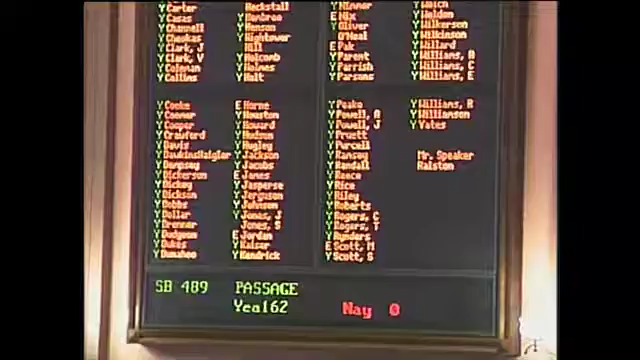 Y Carter
Y Casas
Y Channell
Y Cheokas
Y Clark, J
Y Clark, V
Y Coleman
Y Collins
Heckstall
Y Hembree
Y Henson
Y Hightower
Y Hill
Y Holcomb
Y Holmes
Y Holt
E Nix
Y Oliver
O'Neal
E Pak
Y Parent
Y Parrish
Y Parsons
Y Welch
Y Weldon
Y Wilkerson
Y Wilkinson
Y Willard
Y Williams, A
Y Williams, C
Y Williams, E
Y Cooke
Y Coomer
Y Cooper
Y Crawford
Y Davis
Y Dawkins Haigler
Y Dempsey
Y Dickerson
Y Dickey
Y Dickson
Y Dobbs
Y Dollar
Y Drenner
Y Dudgeon
Y Dukes
Y Dunahoo
E Horne
Y Houston
Y Howard
Y Hudson
Y Hugley
Y Jackson
Y Jacobs
E James
Y Jasperse
Y Jerguson
Y Johnson
Y Jones, J
Jones, S
E Jordan
Y Kaiser
Y Kendrick
Y Peake
Y Powell, A
Y Powell, J
Y Pruett
Y Purcell
Y Ramsey
Y Randall
Y Reece
Y Rice
Y Riley
Y Roberts
Y Rogers, C
Y Rogers, T
Y Rynders
E Scott, M
Y Scott, S
Y Williams, R
Y Williamson
Y Yates
Mr. Speaker
Ralston
SB 489 PASSAGE
Yea162 Nay 0